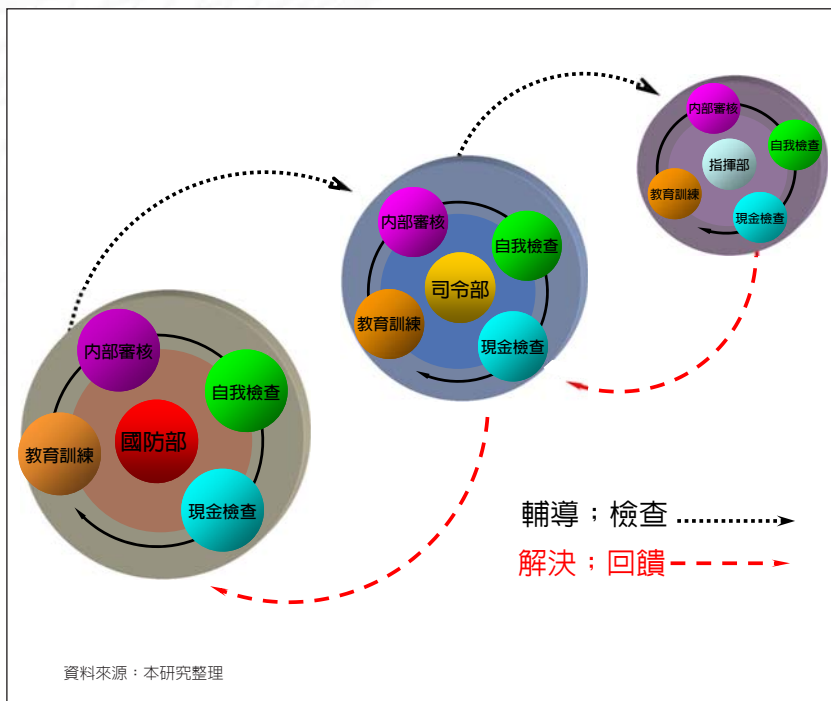 內部審核
自我檢查
指揮部
教育訓練
現金檢查
內部審核
自我檢查
司令部
教育訓練
現金檢查
內部審核
自我檢查
國防部
教育訓練
現金檢查
輔導；檢查
解決；回饋
資料來源：本研究整理